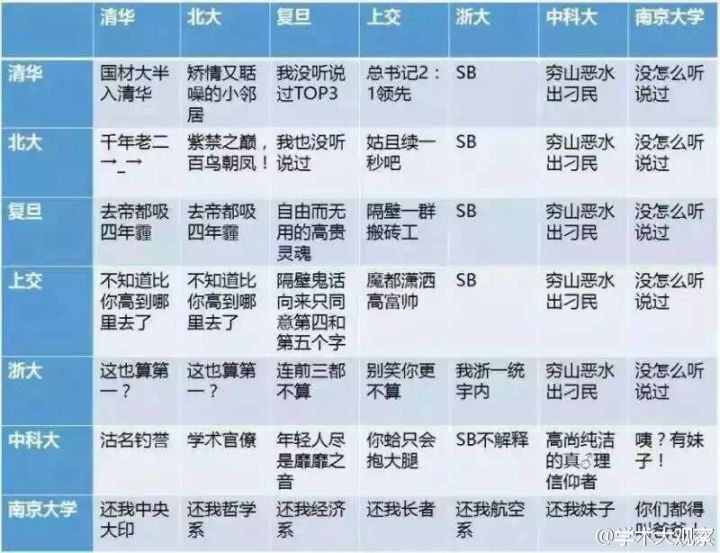 清华 北大 复旦 上交 浙大 中科大 南京大学
清华 国材大半 矫情又聒 我没听说 总书记2： SB 穷山恶水 没怎么听
入清华 噪的小邻 过TOP3 1领先 出刁民 说过
居
北大 千年老二 紫禁之巅， 我也没听 姑且续一 SB 穷山恶水 没怎么听
→_→ 百鸟朝凤！ 说过 秒吧 出刁民 说过
复旦 去帝都吸 去帝都吸 自由而无 隔壁一群 SB 穷山恶水 没怎么听
四年霾 四年霾 用的高贵 搬砖工 出刁民 说过
灵魂
上交 不知道比 不知道比 隔壁鬼话 魔都潇洒 SB 穷山恶水 没怎么听
你高到哪 你高到哪 向来只同 高富帅 出刁民 说过
里去了 里去了 意第四和
第五个字
浙大 这也算第 这也算第 连前三都 别笑你更 我浙一统 穷山恶水 没怎么听
一？ 一？ 不算 不算 宇内 出刁民 说过
中科大 沽名钓誉 学术官僚 年轻人尽 你蛤只会 SB不解释 高尚纯洁 咦？有妹
是靡靡之 抱大腿 的真♂理 子！
音 信仰者
南京大学 还我中央 还我哲学 还我经济 还我长者 还我航空 还我妹子 你们都得
大印 系 系 系 叫爸爸！
@学术大观察